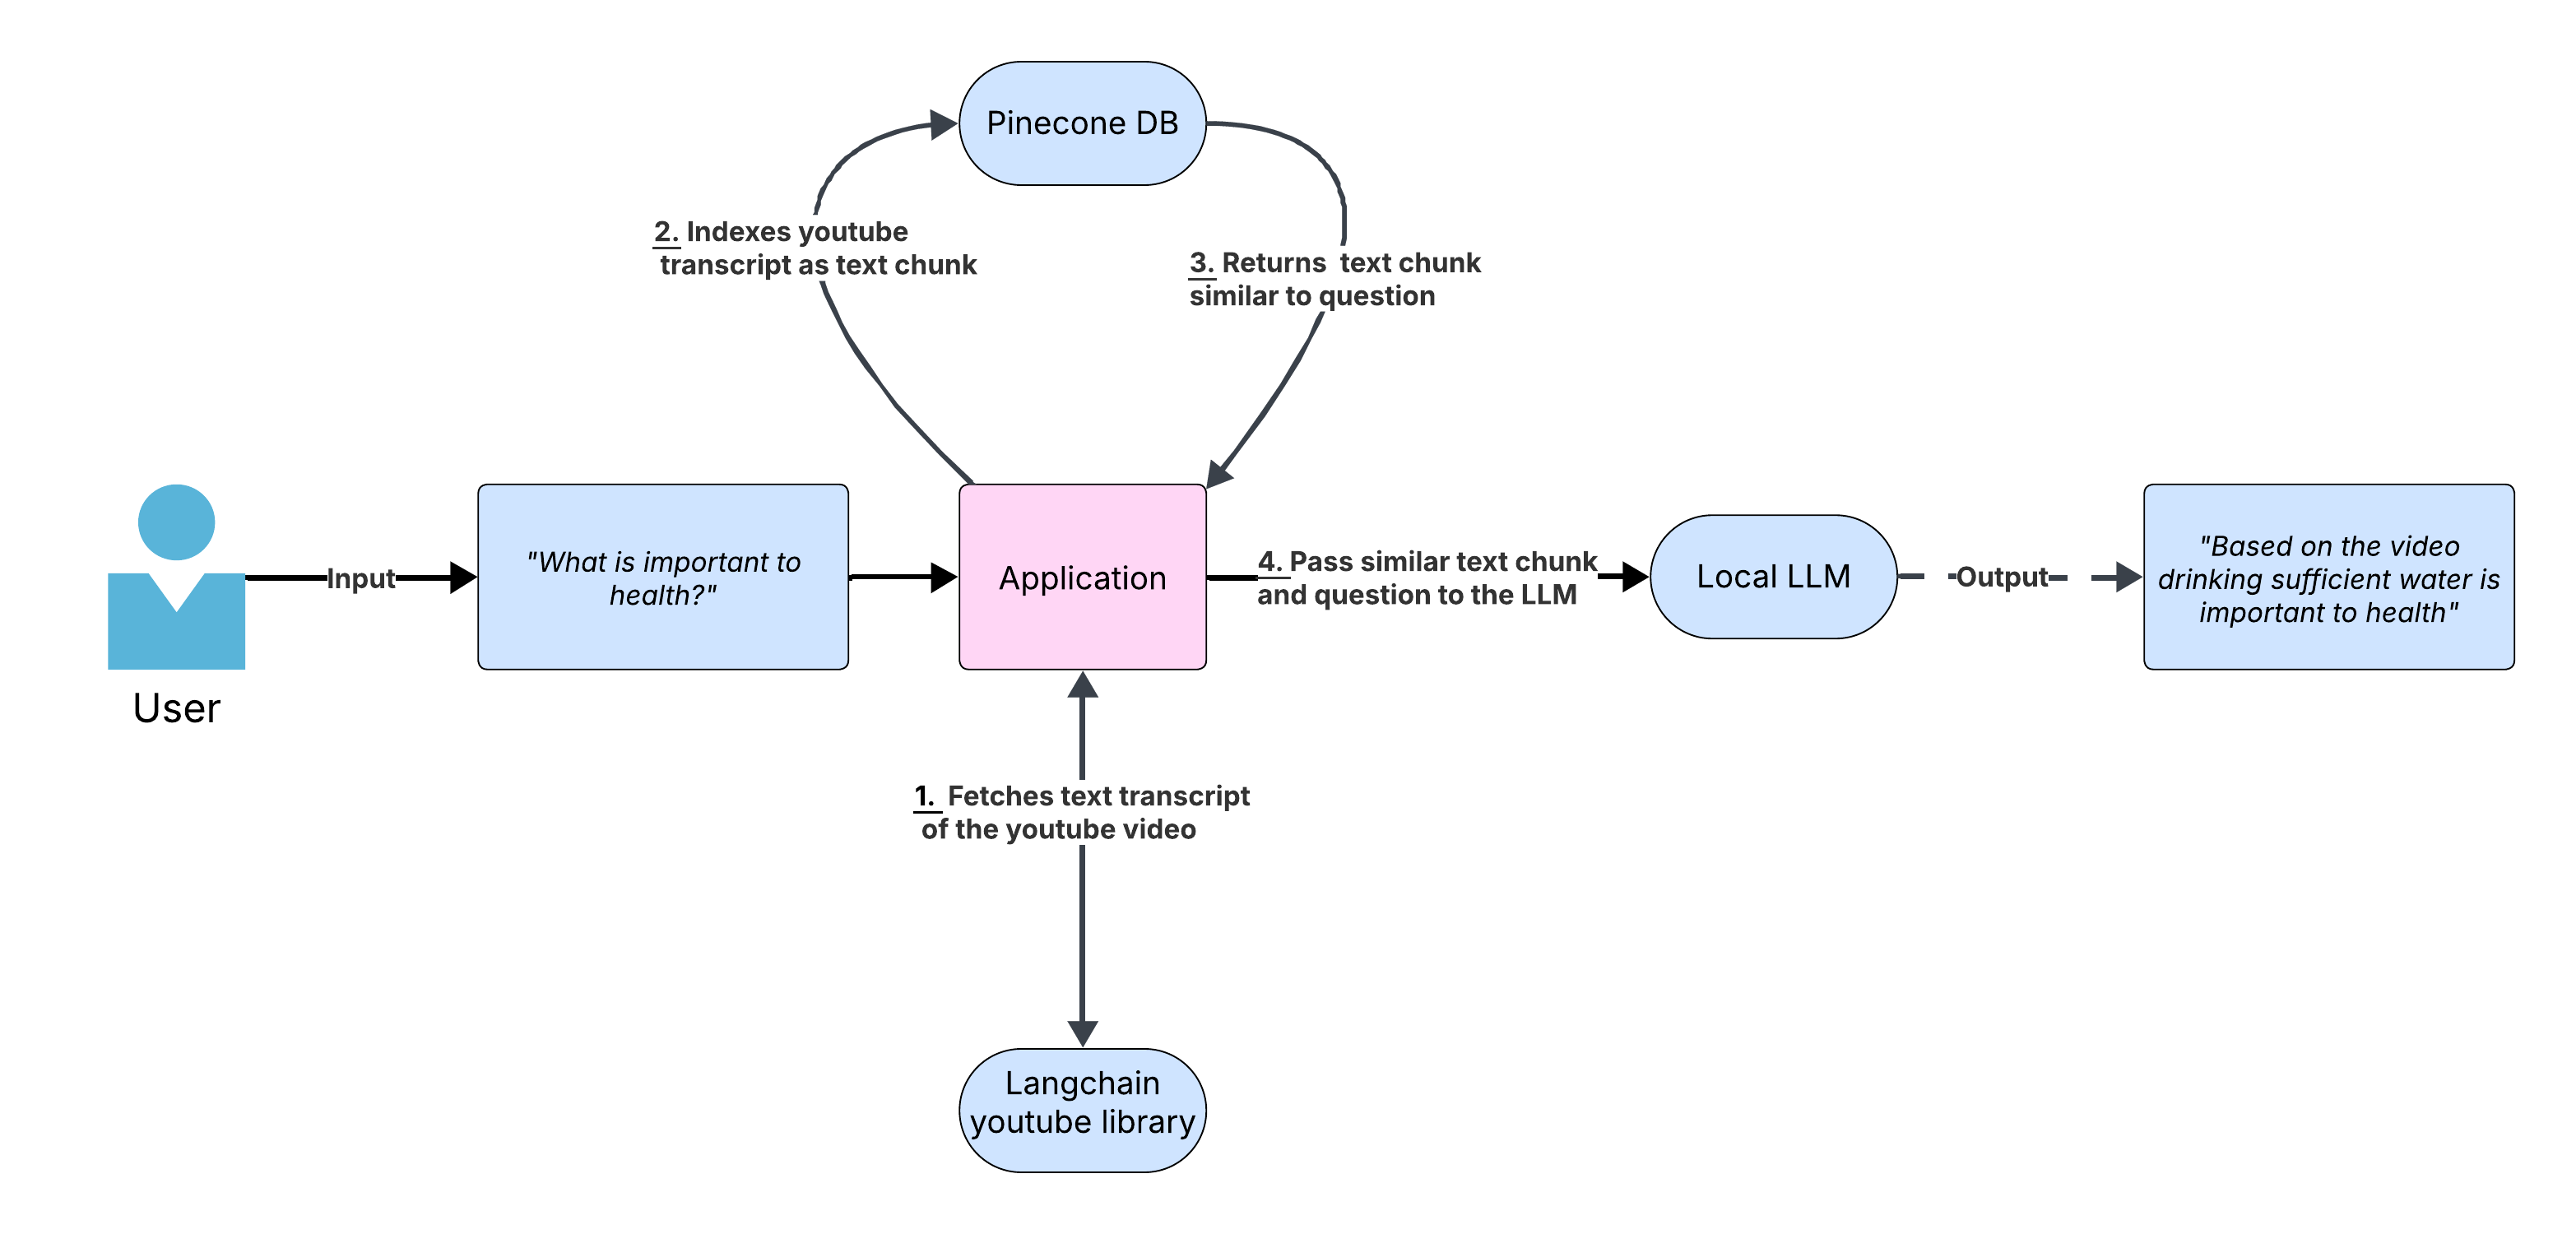 Pinecone DB
2. Indexes youtube
transcript as text chunk
3. Returns  text chunk
similar to question
User
Input
"What is important to
health?"
Application
4. Pass similar text chunk
and question to the LLM
Local LLM
Output
"Based on the video
drinking sufficient water is
important to health"
1.  Fetches text transcript
of the youtube video
Langchain
youtube library